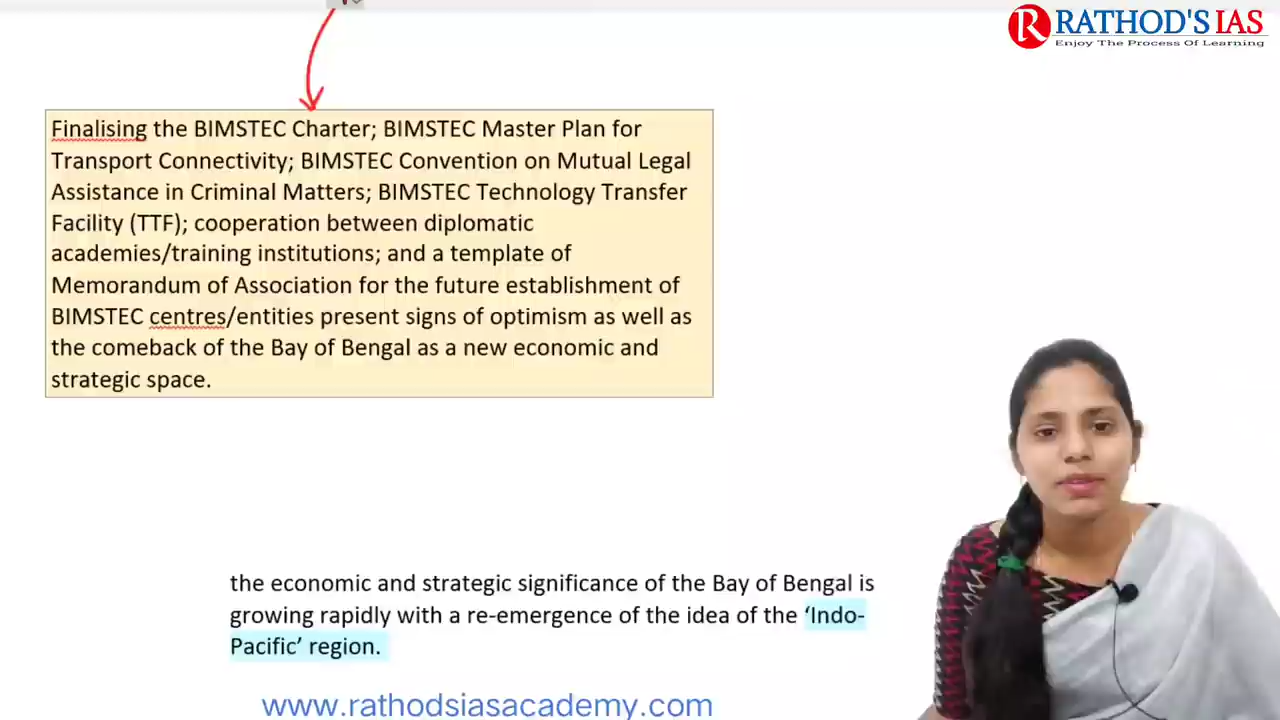 RATHOD'S IAS
Enjoy The Process Of Learning
Finalising the BIMSTEC Charter; BIMSTEC Master Plan for
Transport Connectivity; BIMSTEC Convention on Mutual Legal
Assistance in Criminal Matters; BIMSTEC Technology Transfer
Facility (TTF); cooperation between diplomatic
academies/training institutions; and a template of
Memorandum of Association for the future establishment of
BIMSTEC centres/entities present signs of optimism as well as
the comeback of the Bay of Bengal as a new economic and
strategic space.
the economic and strategic significance of the Bay of Bengal is
growing rapidly with a re-emergence of the idea of the ‘Indo-
Pacific’ region.
www.rathodsiasacademy.com